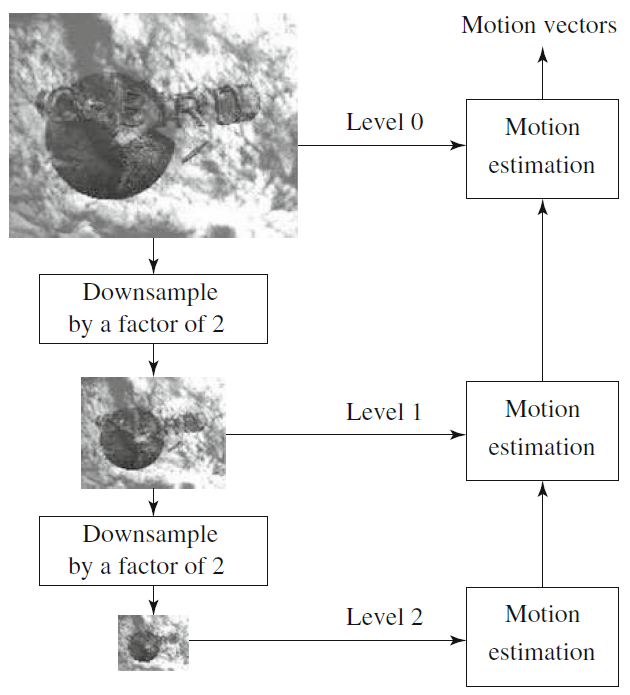 Motion vectors
Level 0
Motion
estimation
Downsample
by a factor of 2
Level 1
Motion
estimation
Downsample
by a factor of 2
Level 2
Motion
estimation